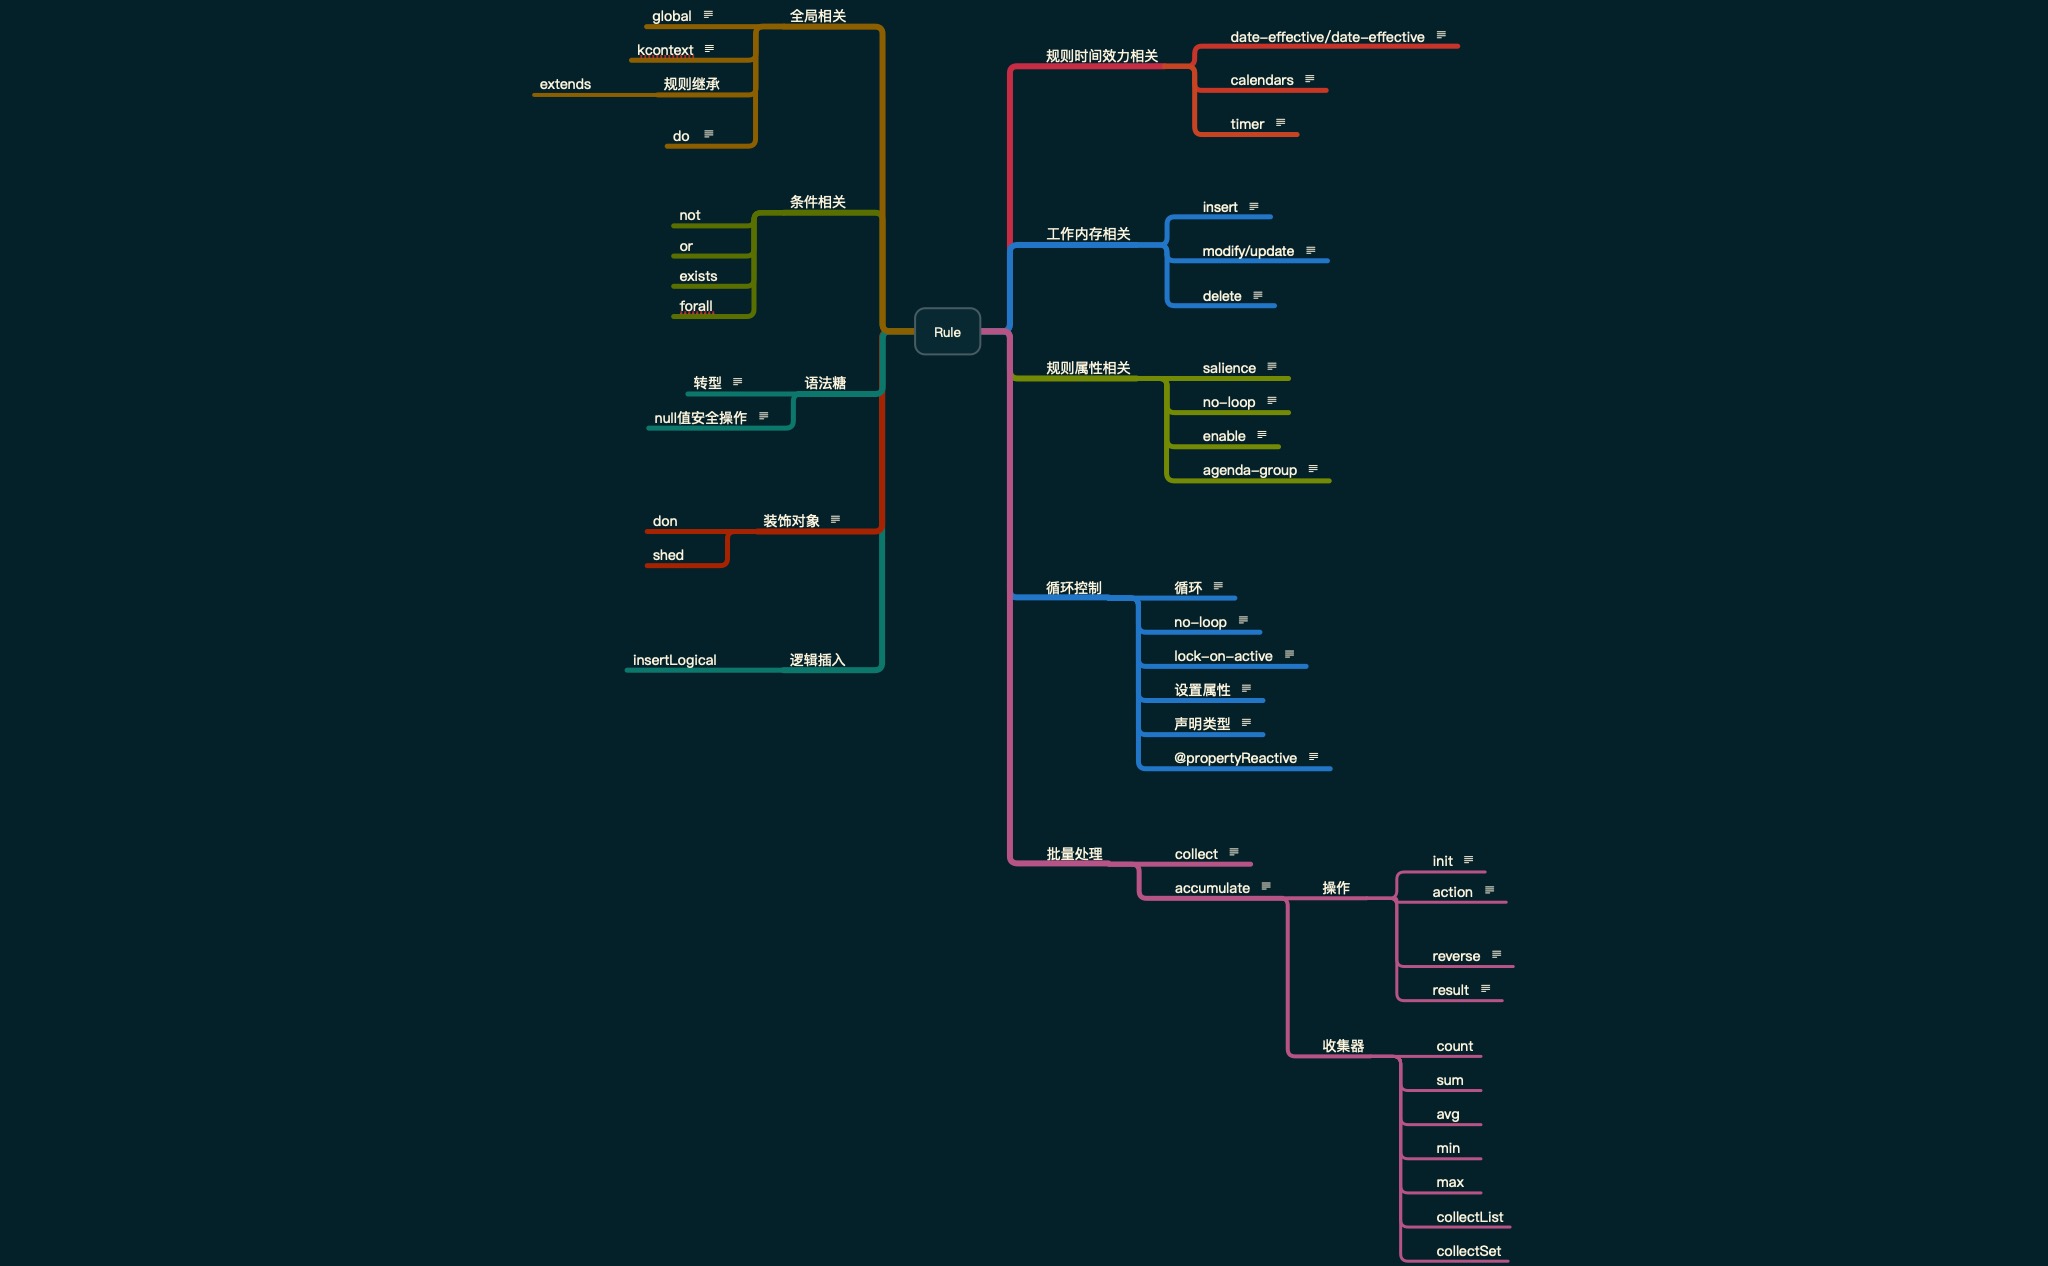 Rule
全局相关
global
kcontext
规则继承
extends
do
条件相关
not
or
exists
forall
语法糖
转型
null值安全操作
装饰对象
don
shed
逻辑插入
insertLogical
规则时间效力相关
date-effective/date-effective
calendars
timer
工作内存相关
insert
modify/update
delete
规则属性相关
salience
no-loop
enable
agenda-group
循环控制
循环
no-loop
lock-on-active
设置属性
声明类型
@propertyReactive
批量处理
collect
accumulate
操作
init
action
reverse
result
收集器
count
sum
avg
min
max
collectList
collectSet